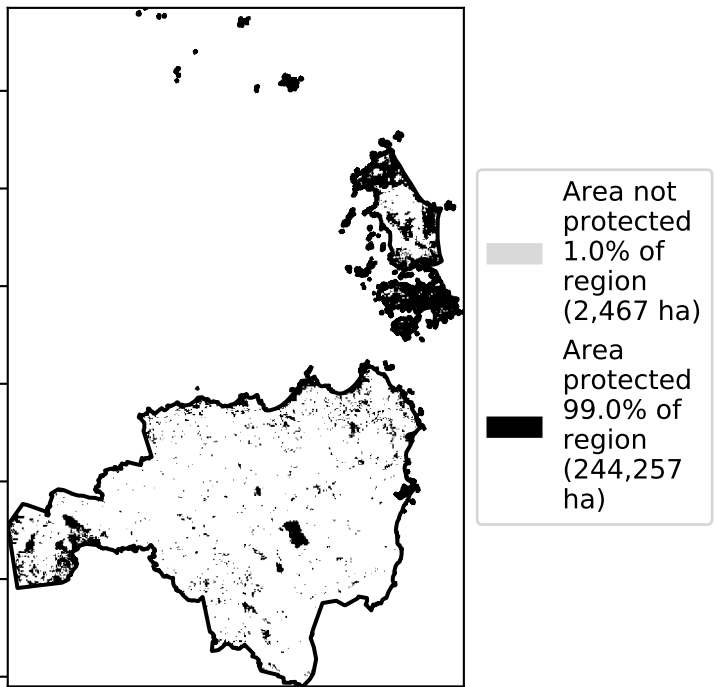 Area not
protected
1.0% of
region
(2,467 ha)
Area
protected
99.0% of
region
(244,257
ha)